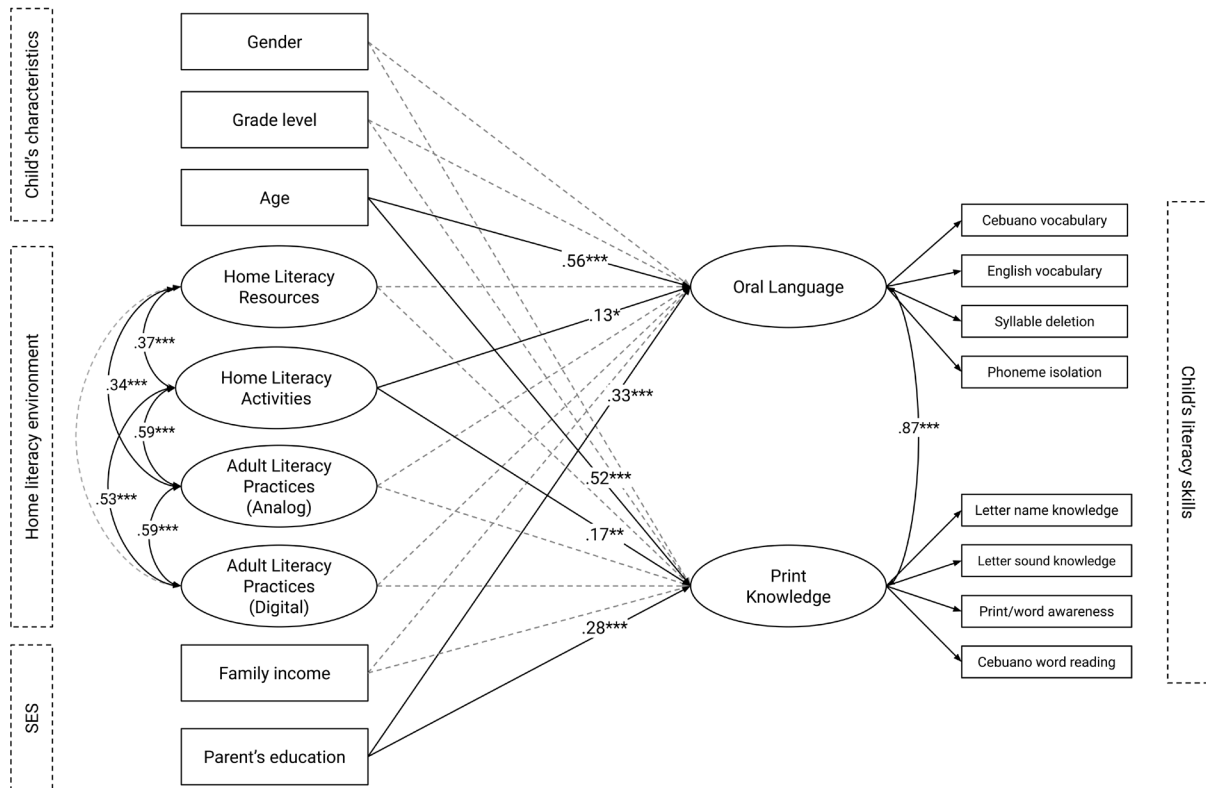 Child's characteristics
Gender
Grade level
Age
Home literacy environment
Home Literacy
Resources
Home Literacy
Activities
Adult Literacy
Practices
(Analog)
Adult Literacy
Practices
(Digital)
.37***
.34***
.59***
.53***
.59***
SES
Family income
Parent's education
.56***
.13*
.33***
.52***
.17**
.28***
Oral Language
Print
Knowledge
.87***
Cebuano vocabulary
English vocabulary
Syllable deletion
Phoneme isolation
Letter name knowledge
Letter sound knowledge
Print/word awareness
Cebuano word reading
Child's literacy skills